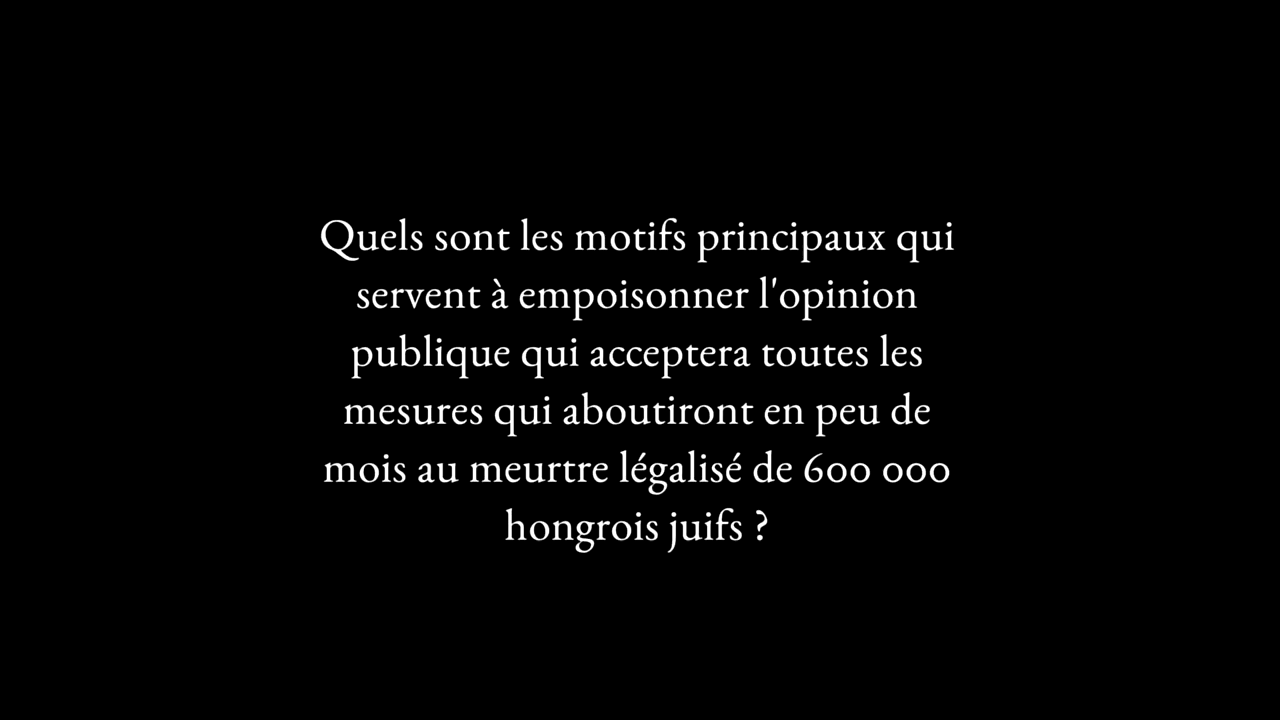 Quels sont les motifs principaux qui
servent à empoisonner l'opinion
publique qui acceptera toutes les
mesures qui aboutiront en peu de
mois au meurtre légalisé de 600 000
hongrois juifs ?